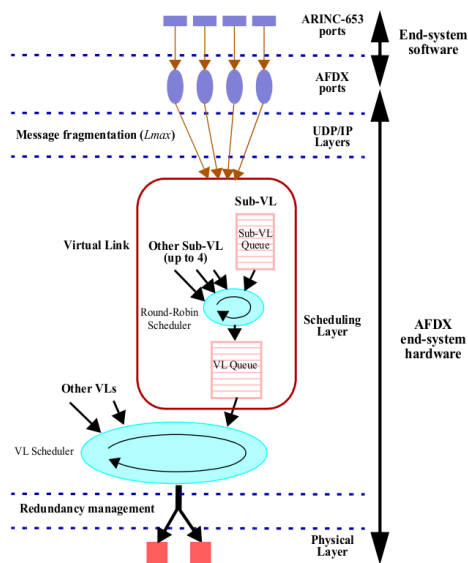 ARINC-653
ports
End-system
software
AFDX
ports
Message fragmentation (Lmax)
UDP/IP
Layers
Sub-VL
Virtual Link
Other Sub-VL
(up to 4)
Sub-VL
Queue
Round-Robin
Scheduler
Scheduling
Layer
AFDX
end-system
hardware
VL Queue
Other VLs
VL Scheduler
Redundancy management
Physical
Layer